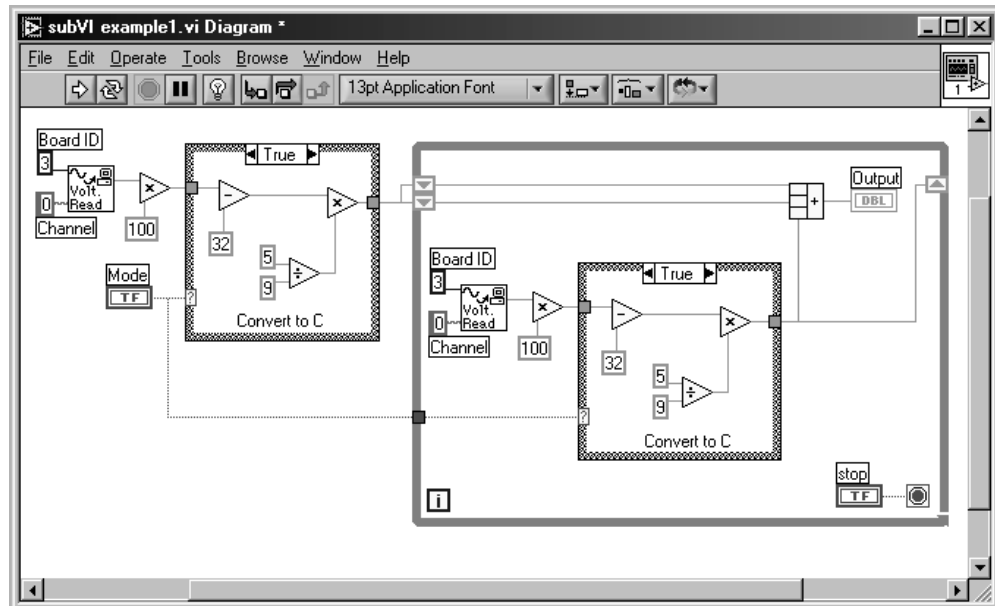 subVI example1.vi Diagram *
File Edit Operate Tools Browse Window Help
13pt Application Font
1
Board ID
3
Volt.
Read
0
Channel
×
100
True
−
32
×
5
÷
9
Convert to C
Mode
TF
?
+
Output
DBL
Board ID
3
Volt.
Read
0
Channel
×
100
True
−
32
×
5
÷
9
?
Convert to C
stop
TF
i